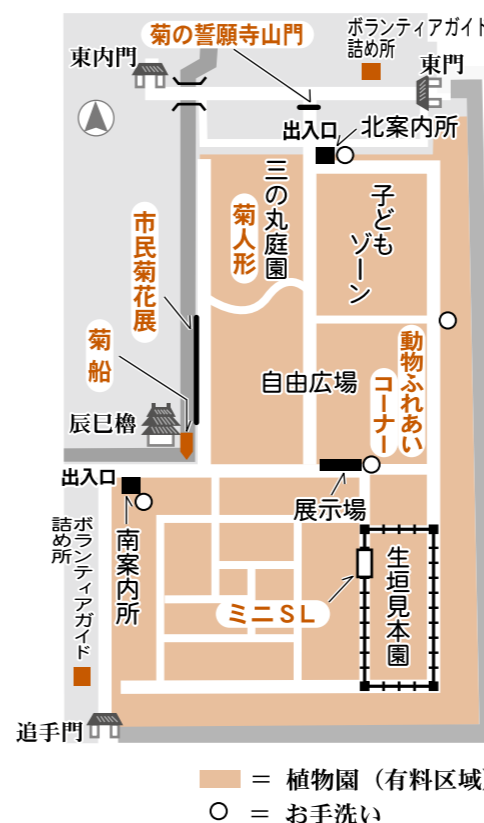 菊の誓願寺山門
ボランティアガイド
詰め所
東内門
東門
出入口
北案内所
三の丸庭園
菊人形
子ども
ゾーン
市民菊花展
菊船
動物ふれあい
コーナー
自由広場
辰巳櫓
出入口
展示場
ボランティアガイド
詰め所
南案内所
生垣見本園
ミニSL
追手門
= 植物園(有料区域)
= お手洗い